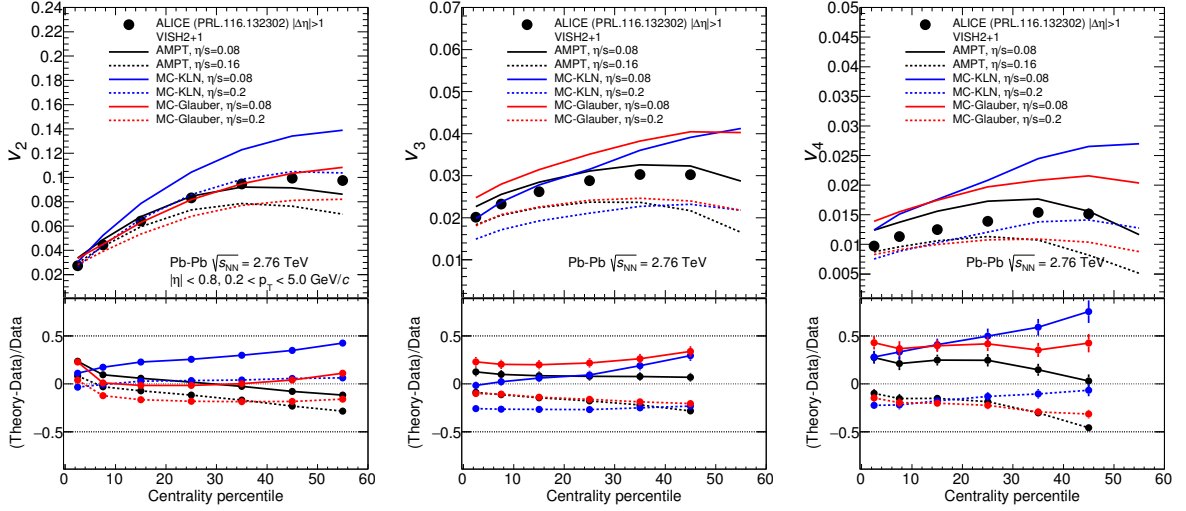 0.24
0.22
0.2
0.18
0.16
0.14
0.12
0.1
0.08
0.06
0.04
0.02
v2
ALICE (PRL.116.132302) |Δη|>1
VISH2+1
AMPT, η/s=0.08
AMPT, η/s=0.16
MC-KLN, η/s=0.08
MC-KLN, η/s=0.2
MC-Glauber, η/s=0.08
MC-Glauber, η/s=0.2
Pb-Pb √sNN = 2.76 TeV
|η| < 0.8, 0.2 < pT < 5.0 GeV/c
0.5
0
−0.5
(Theory-Data)/Data
0 10 20 30 40 50 60
Centrality percentile
0.07
0.06
0.05
0.04
0.03
0.02
0.01
v3
ALICE (PRL.116.132302) |Δη|>1
VISH2+1
AMPT, η/s=0.08
AMPT, η/s=0.16
MC-KLN, η/s=0.08
MC-KLN, η/s=0.2
MC-Glauber, η/s=0.08
MC-Glauber, η/s=0.2
Pb-Pb √sNN = 2.76 TeV
0.5
0
−0.5
(Theory-Data)/Data
0 10 20 30 40 50 60
Centrality percentile
0.05
0.045
0.04
0.035
0.03
0.025
0.02
0.015
0.01
0.005
v4
ALICE (PRL.116.132302) |Δη|>1
VISH2+1
AMPT, η/s=0.08
AMPT, η/s=0.16
MC-KLN, η/s=0.08
MC-KLN, η/s=0.2
MC-Glauber, η/s=0.08
MC-Glauber, η/s=0.2
Pb-Pb √sNN = 2.76 TeV
0.5
0
−0.5
(Theory-Data)/Data
0 10 20 30 40 50 60
Centrality percentile